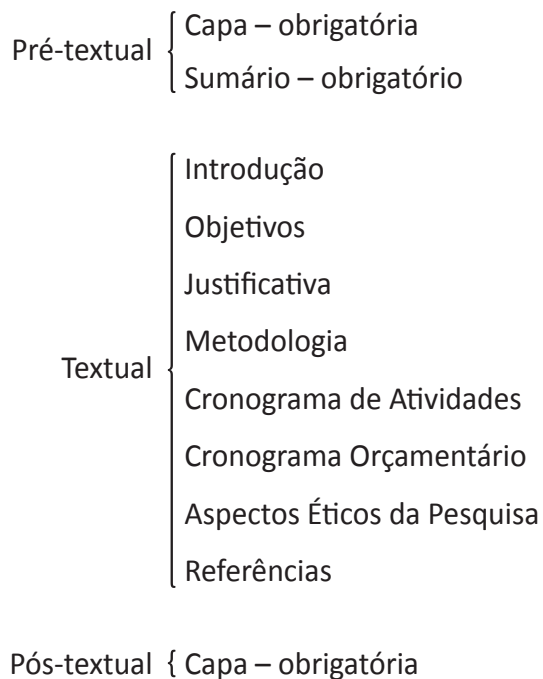 Pré-textual
Capa – obrigatória
Sumário – obrigatório
Textual
Introdução
Objetivos
Justificativa
Metodologia
Cronograma de Atividades
Cronograma Orçamentário
Aspectos Éticos da Pesquisa
Referências
Pós-textual { Capa – obrigatória